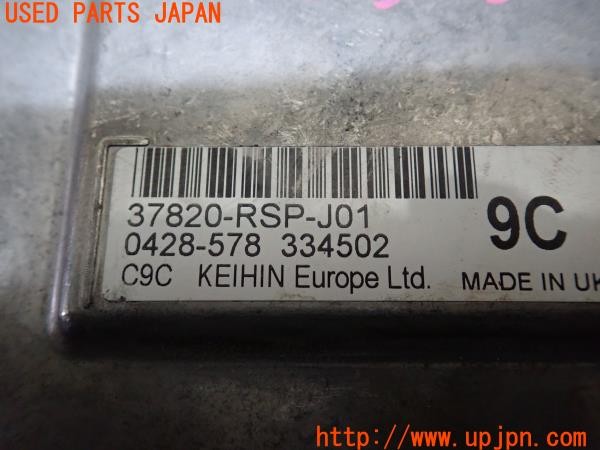 USED PARTS JAPAN
37820-RSP-J01
9C
0428-578 334502
C9C KEIHIN Europe Ltd.
MADE IN UK
UPJ
http://www.upjpn.com/